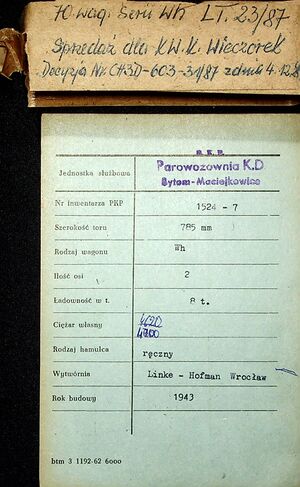 70 wag. Serii Wh LT. 23/87
Sprzedaż dla KWK. Wieczorek
Decyzja Nr CH3D-603-31/87 z dnia 4.12.8
P. K. P.
Jednostka służbowa
Parowozownia K.D
Bytom-Maciejkowice
Nr inwentarza PKP 1524 - 7
Szerokość toru 785 mm
Rodzaj wagonu Wh
Ilość osi 2
Ładowność w t. 8 t.
Ciężar własny 4620
Rodzaj hamulca ręczny
Wytwórnia Linke - Hofman Wrocław
Rok budowy 1943
btm 3 1192-62 6000